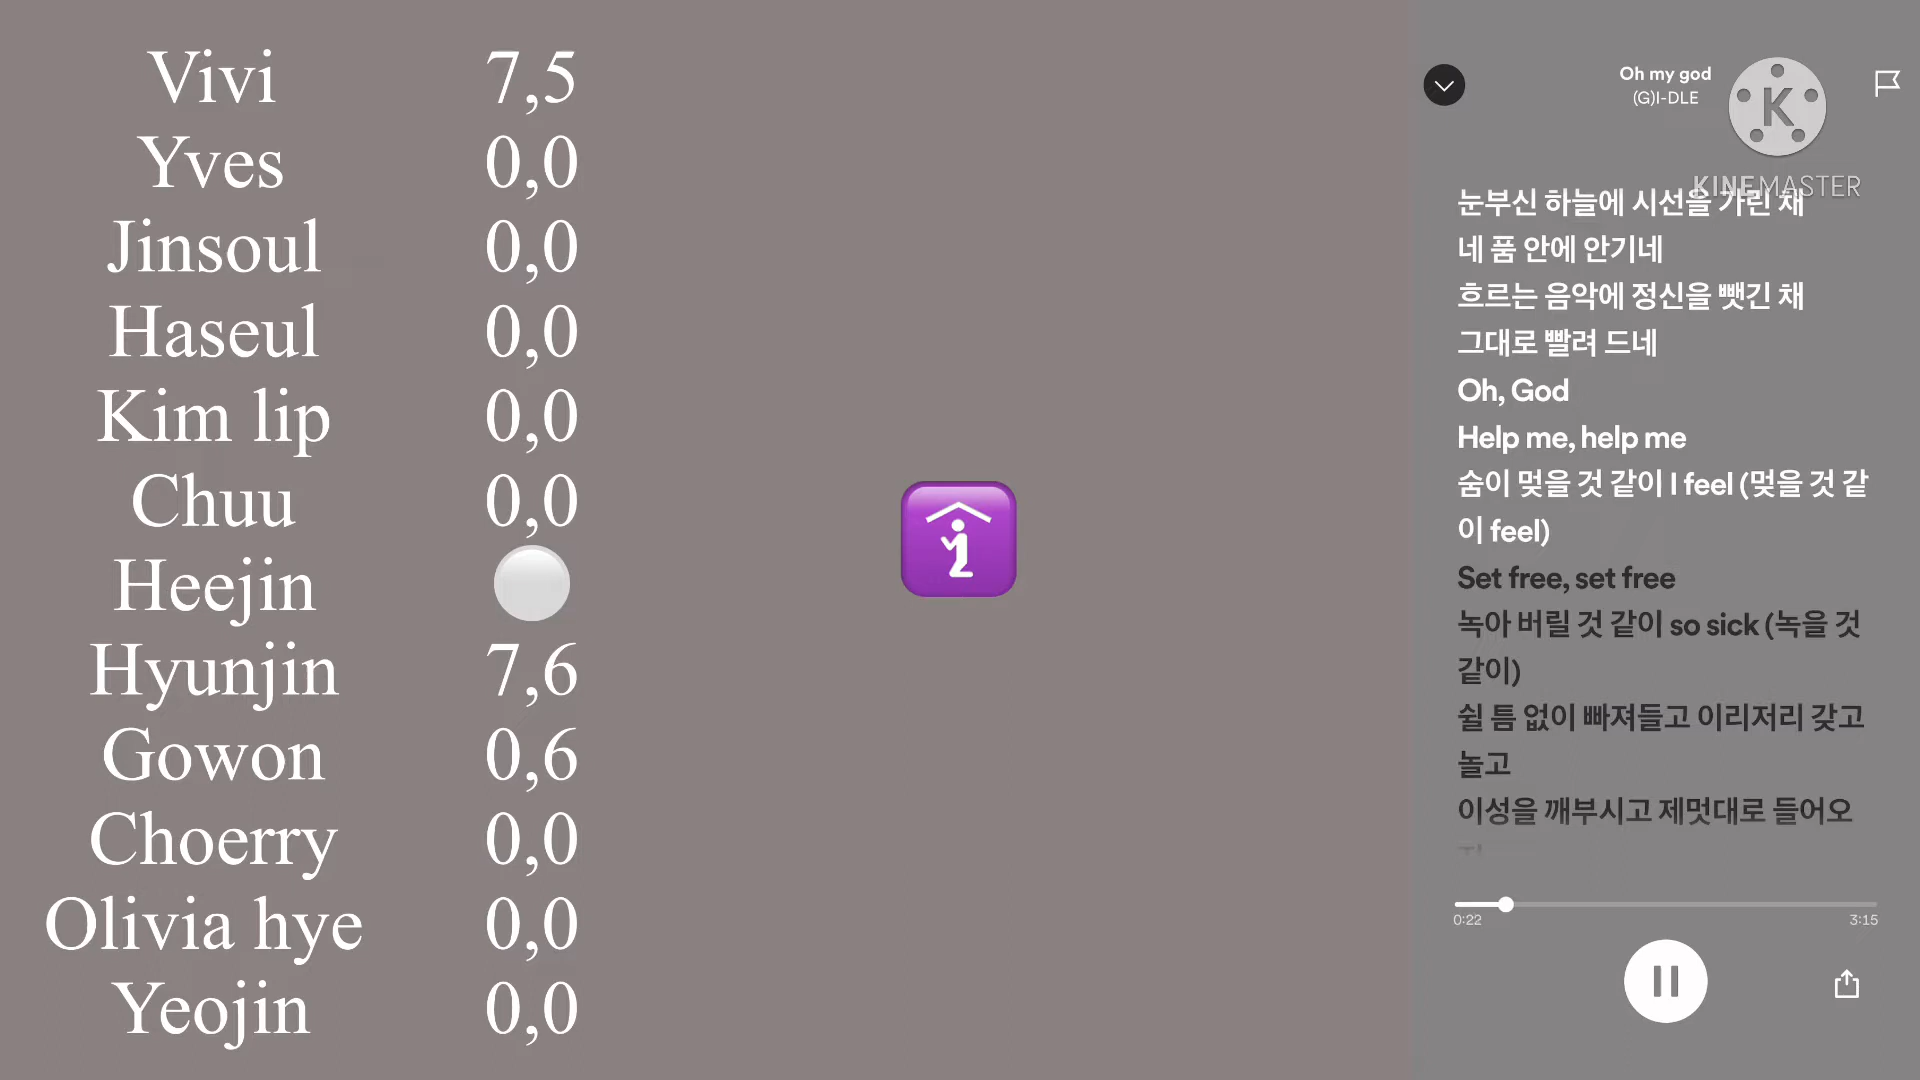 Vivi 7,5
Yves 0,0
Jinsoul 0,0
Haseul 0,0
Kim lip 0,0
Chuu 0,0
Heejin
Hyunjin 7,6
Gowon 0,6
Choerry 0,0
Olivia hye 0,0
Yeojin 0,0
Oh my god
(G)I-DLE
K
KINEMASTER
눈부신 하늘에 시선을 가린 채
네 품 안에 안기네
흐르는 음악에 정신을 뺏긴 채
그대로 빨려 드네
Oh, God
Help me, help me
숨이 멎을 것 같이 I feel (멎을 것 같
이 feel)
Set free, set free
녹아 버릴 것 같이 so sick (녹을 것
같이)
쉴 틈 없이 빠져들고 이리저리 갖고
놀고
이성을 깨부시고 제멋대로 들어오
0:22
3:15